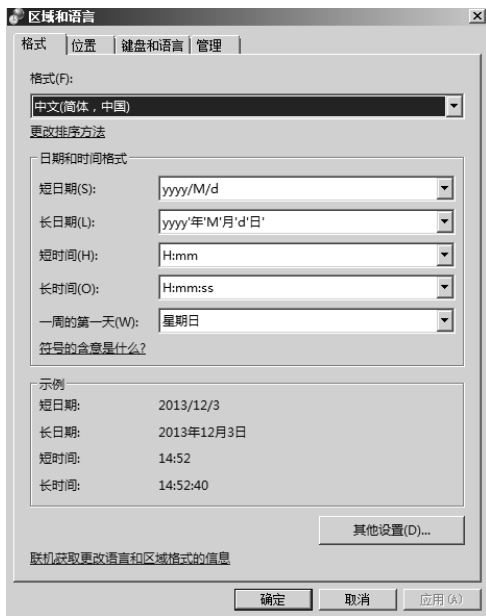 区域和语言
格式 位置 键盘和语言 管理
格式(F):
中文(简体，中国)
更改排序方法
日期和时间格式
短日期(S): yyyy/M/d
长日期(L): yyyy'年'M'月'd'日'
短时间(H): H:mm
长时间(O): H:mm:ss
一周的第一天(W): 星期日
符号的含意是什么?
示例
短日期: 2013/12/3
长日期: 2013年12月3日
短时间: 14:52
长时间: 14:52:40
其他设置(D)...
联机获取更改语言和区域格式的信息
确定 取消 应用(A)